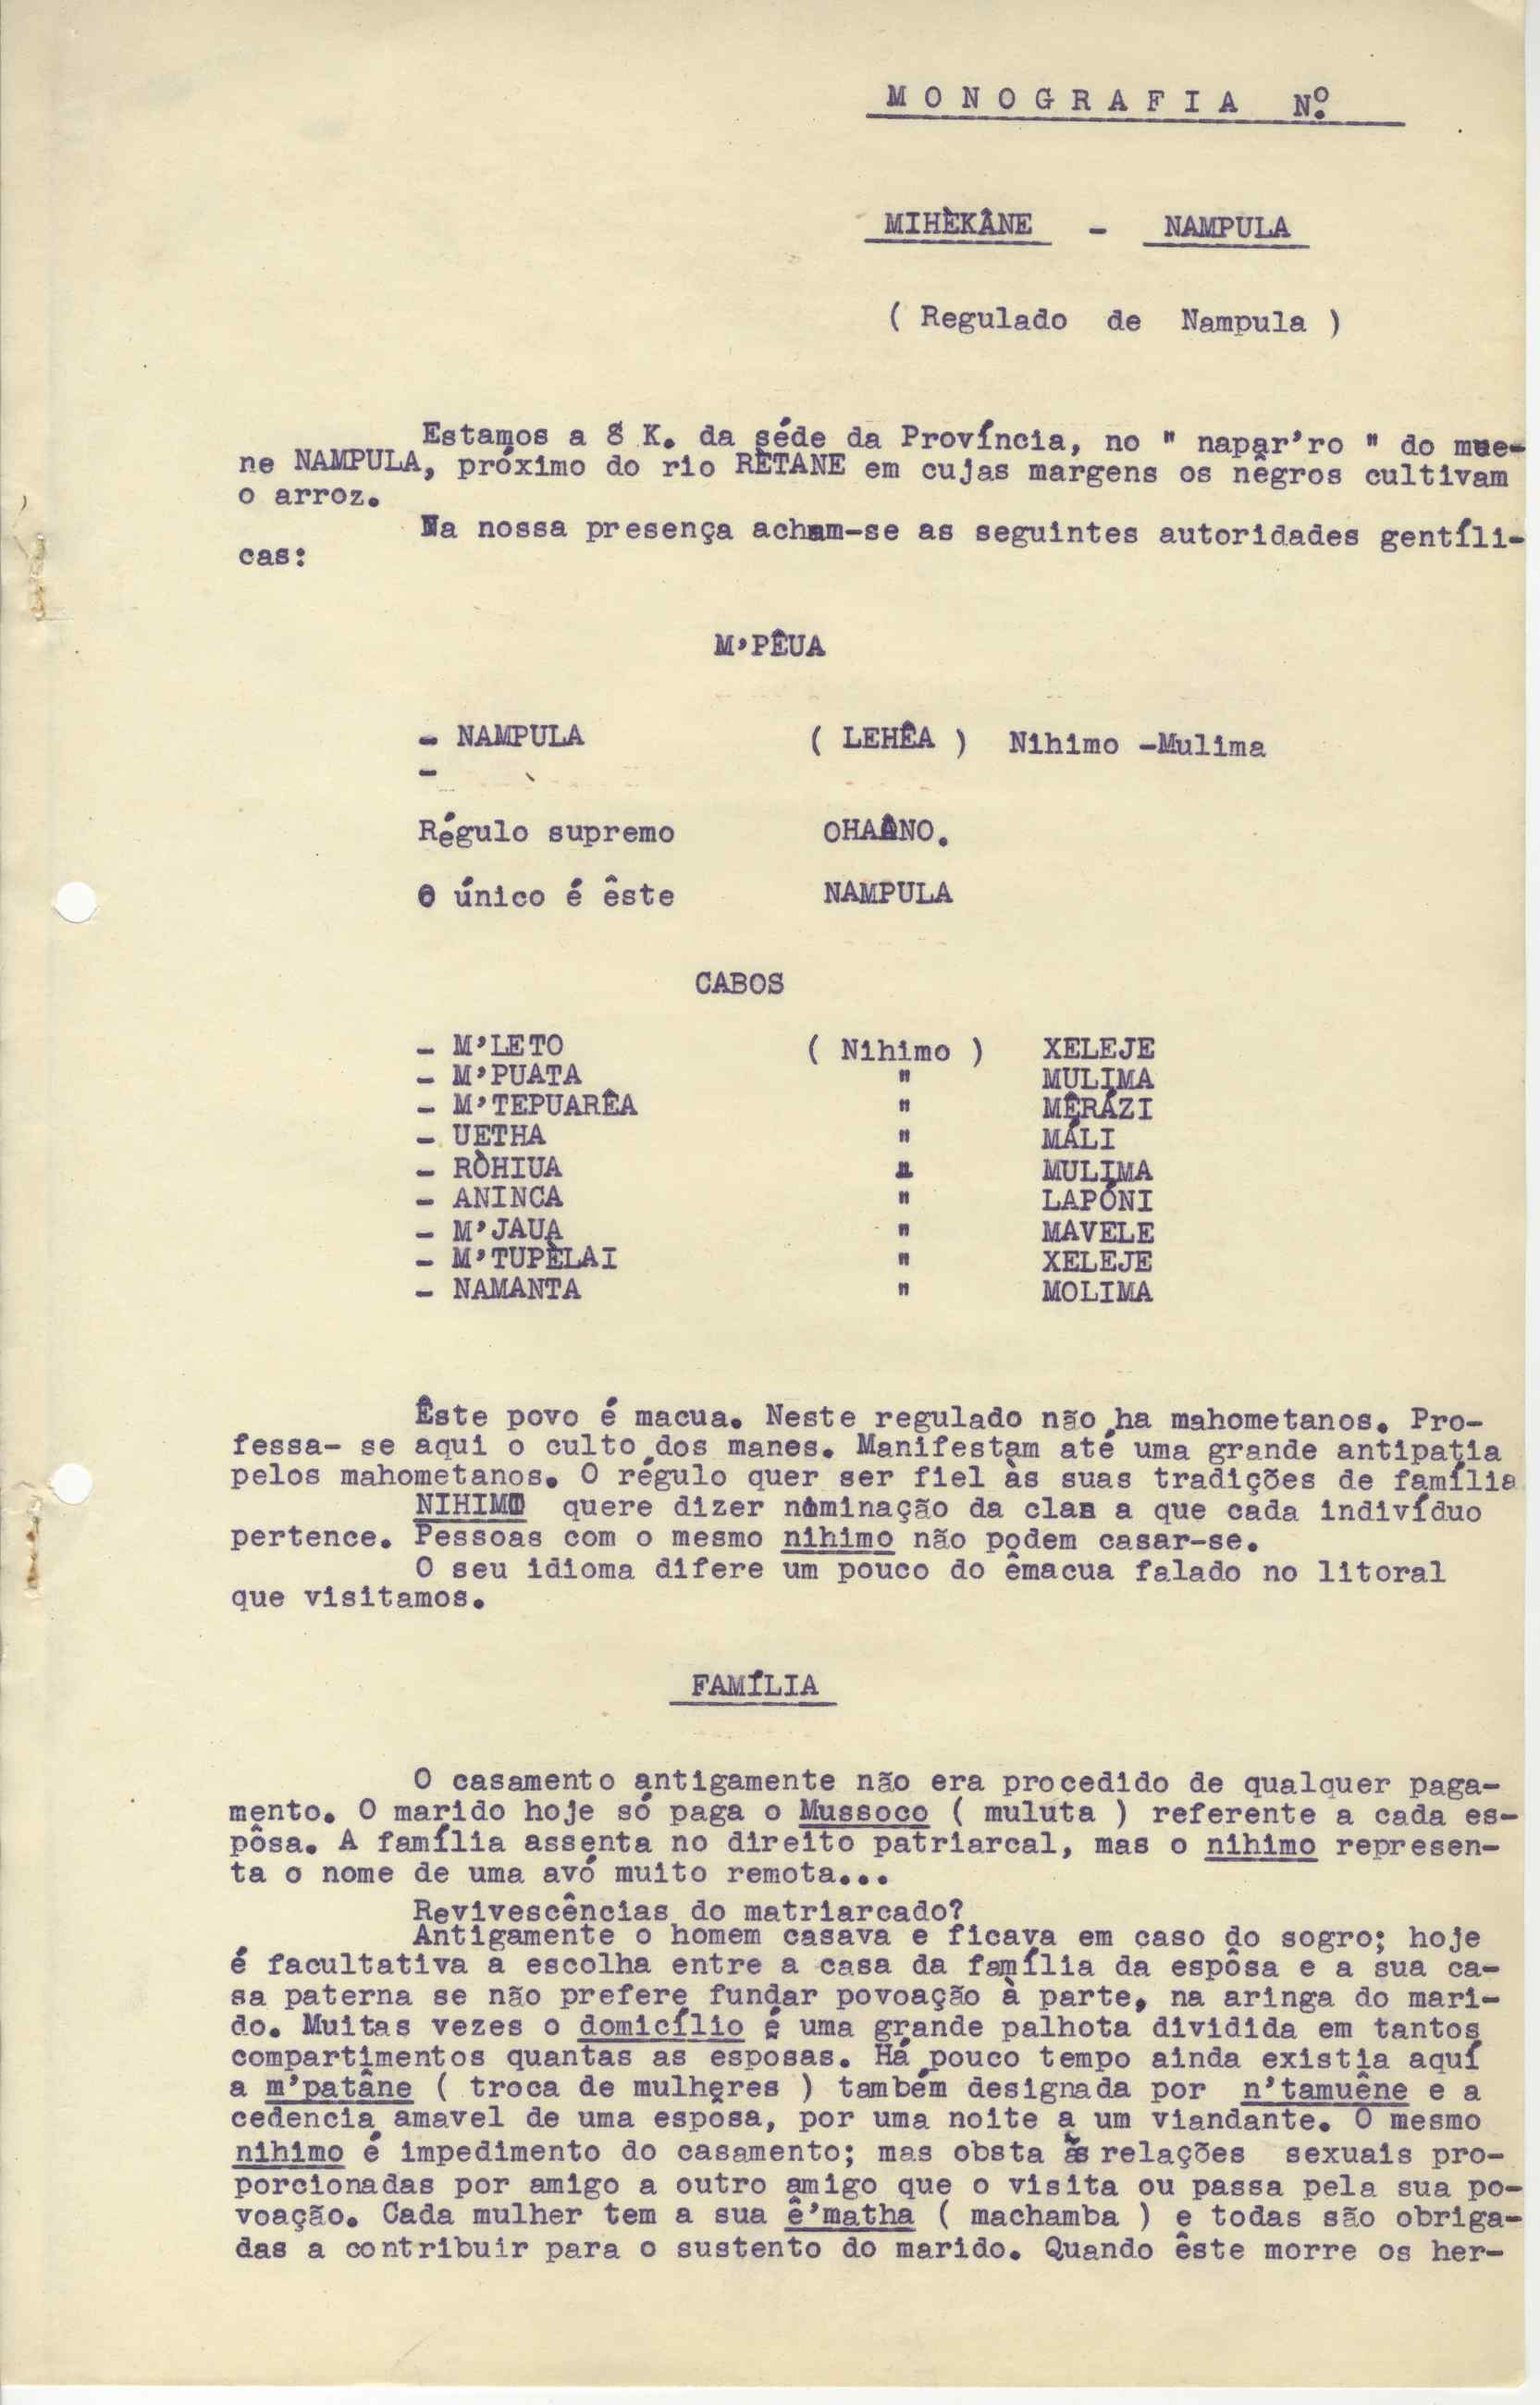 MONOGRAFIA Nº
MIHÈKÂNE - NAMPULA
( Regulado de Nampula )
Estamos a 8 K. da séde da Província, no " napar'ro " do muee-
ne NAMPULA, próximo do rio RÈTANE em cujas margens os nêgros cultivam
o arroz.
Na nossa presença acham-se as seguintes autoridades gentíli-
cas:
M'PÊUA
- NAMPULA ( LEHÊA ) Nihimo -Mulima
-
Régulo supremo OHAÂNO.
O único é êste NAMPULA
CABOS
- M'LETO ( Nihimo ) XELEJE
- M'PUATA " MULIMA
- M'TEPUARÊA " MÊRÁZI
- UETHA " MÁLI
- RÒHIUA " MULIMA
- ANINCA " LAPÓNI
- M'JAUA " MAVELE
- M'TUPÈLAI " XELEJE
- NAMANTA " MOLIMA
Êste povo é macua. Neste regulado não ha mahometanos. Pro-
fessa- se aqui o culto dos manes. Manifestam até uma grande antipatia
pelos mahometanos. O régulo quer ser fiel às suas tradições de família
NIHIMO quere dizer nominação da clan a que cada indivíduo
pertence. Pessoas com o mesmo nihimo não podem casar-se.
O seu idioma difere um pouco do êmacua falado no litoral
que visitamos.
FAMÍLIA
O casamento antigamente não era procedido de qualquer paga-
mento. O marido hoje só paga o Mussoco ( muluta ) referente a cada es-
pôsa. A família assenta no direito patriarcal, mas o nihimo represen-
ta o nome de uma avó muito remota...
Revivescências do matriarcado?
Antigamente o homem casava e ficava em caso do sogro; hoje
é facultativa a escolha entre a casa da família da espôsa e a sua ca-
sa paterna se não prefere fundar povoação à parte, na aringa do mari-
do. Muitas vezes o domicílio é uma grande palhota dividida em tantos
compartimentos quantas as esposas. Há pouco tempo ainda existia aquí
a m'patâne ( troca de mulheres ) também designada por n'tamuêne e a
cedencia amavel de uma espôsa, por uma noite a um viandante. O mesmo
nihimo é impedimento do casamento; mas obsta às relações sexuais pro-
porcionadas por amigo a outro amigo que o visita ou passa pela sua po-
voação. Cada mulher tem a sua ê'matha ( machamba ) e todas são obriga-
das a contribuir para o sustento do marido. Quando êste morre os her-